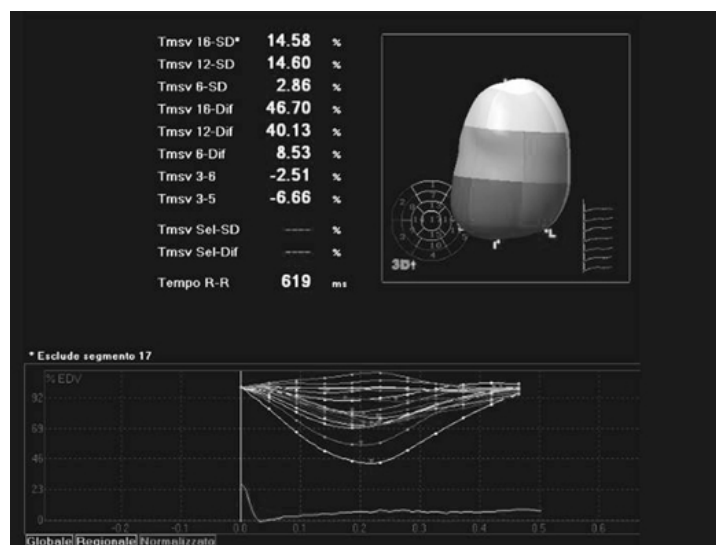 Tmsv 16-SD* 14.58 %
Tmsv 12-SD 14.60 %
Tmsv 6-SD 2.86 %
Tmsv 16-Dif 46.70 %
Tmsv 12-Dif 40.13 %
Tmsv 6-Dif 8.53 %
Tmsv 3-6 -2.51 %
Tmsv 3-5 -6.66 %
Tmsv Sel-SD ---- %
Tmsv Sel-Dif ---- %
Tempo R-R 619 ms
3D
* Esclude segmento 17
% EDV
92
69
46
23
0
-0.2 -0.1 0.0 0.1 0.2 0.3 0.4 0.5 0.6
Globale Regionale Normalizzato